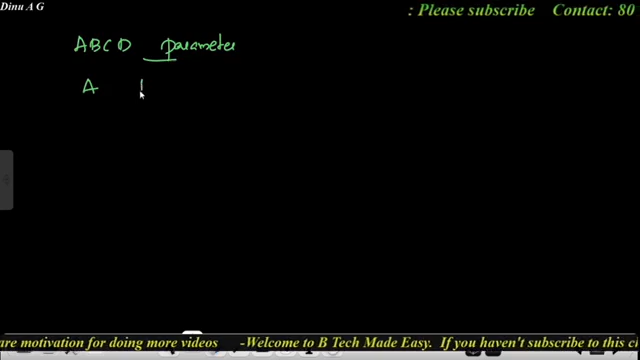 Dinu A G
: Please subscribe Contact: 80
ABCD parameter
A
are motivation for doing more videos -Welcome to B Tech Made Easy. If you haven't subscribe to this c